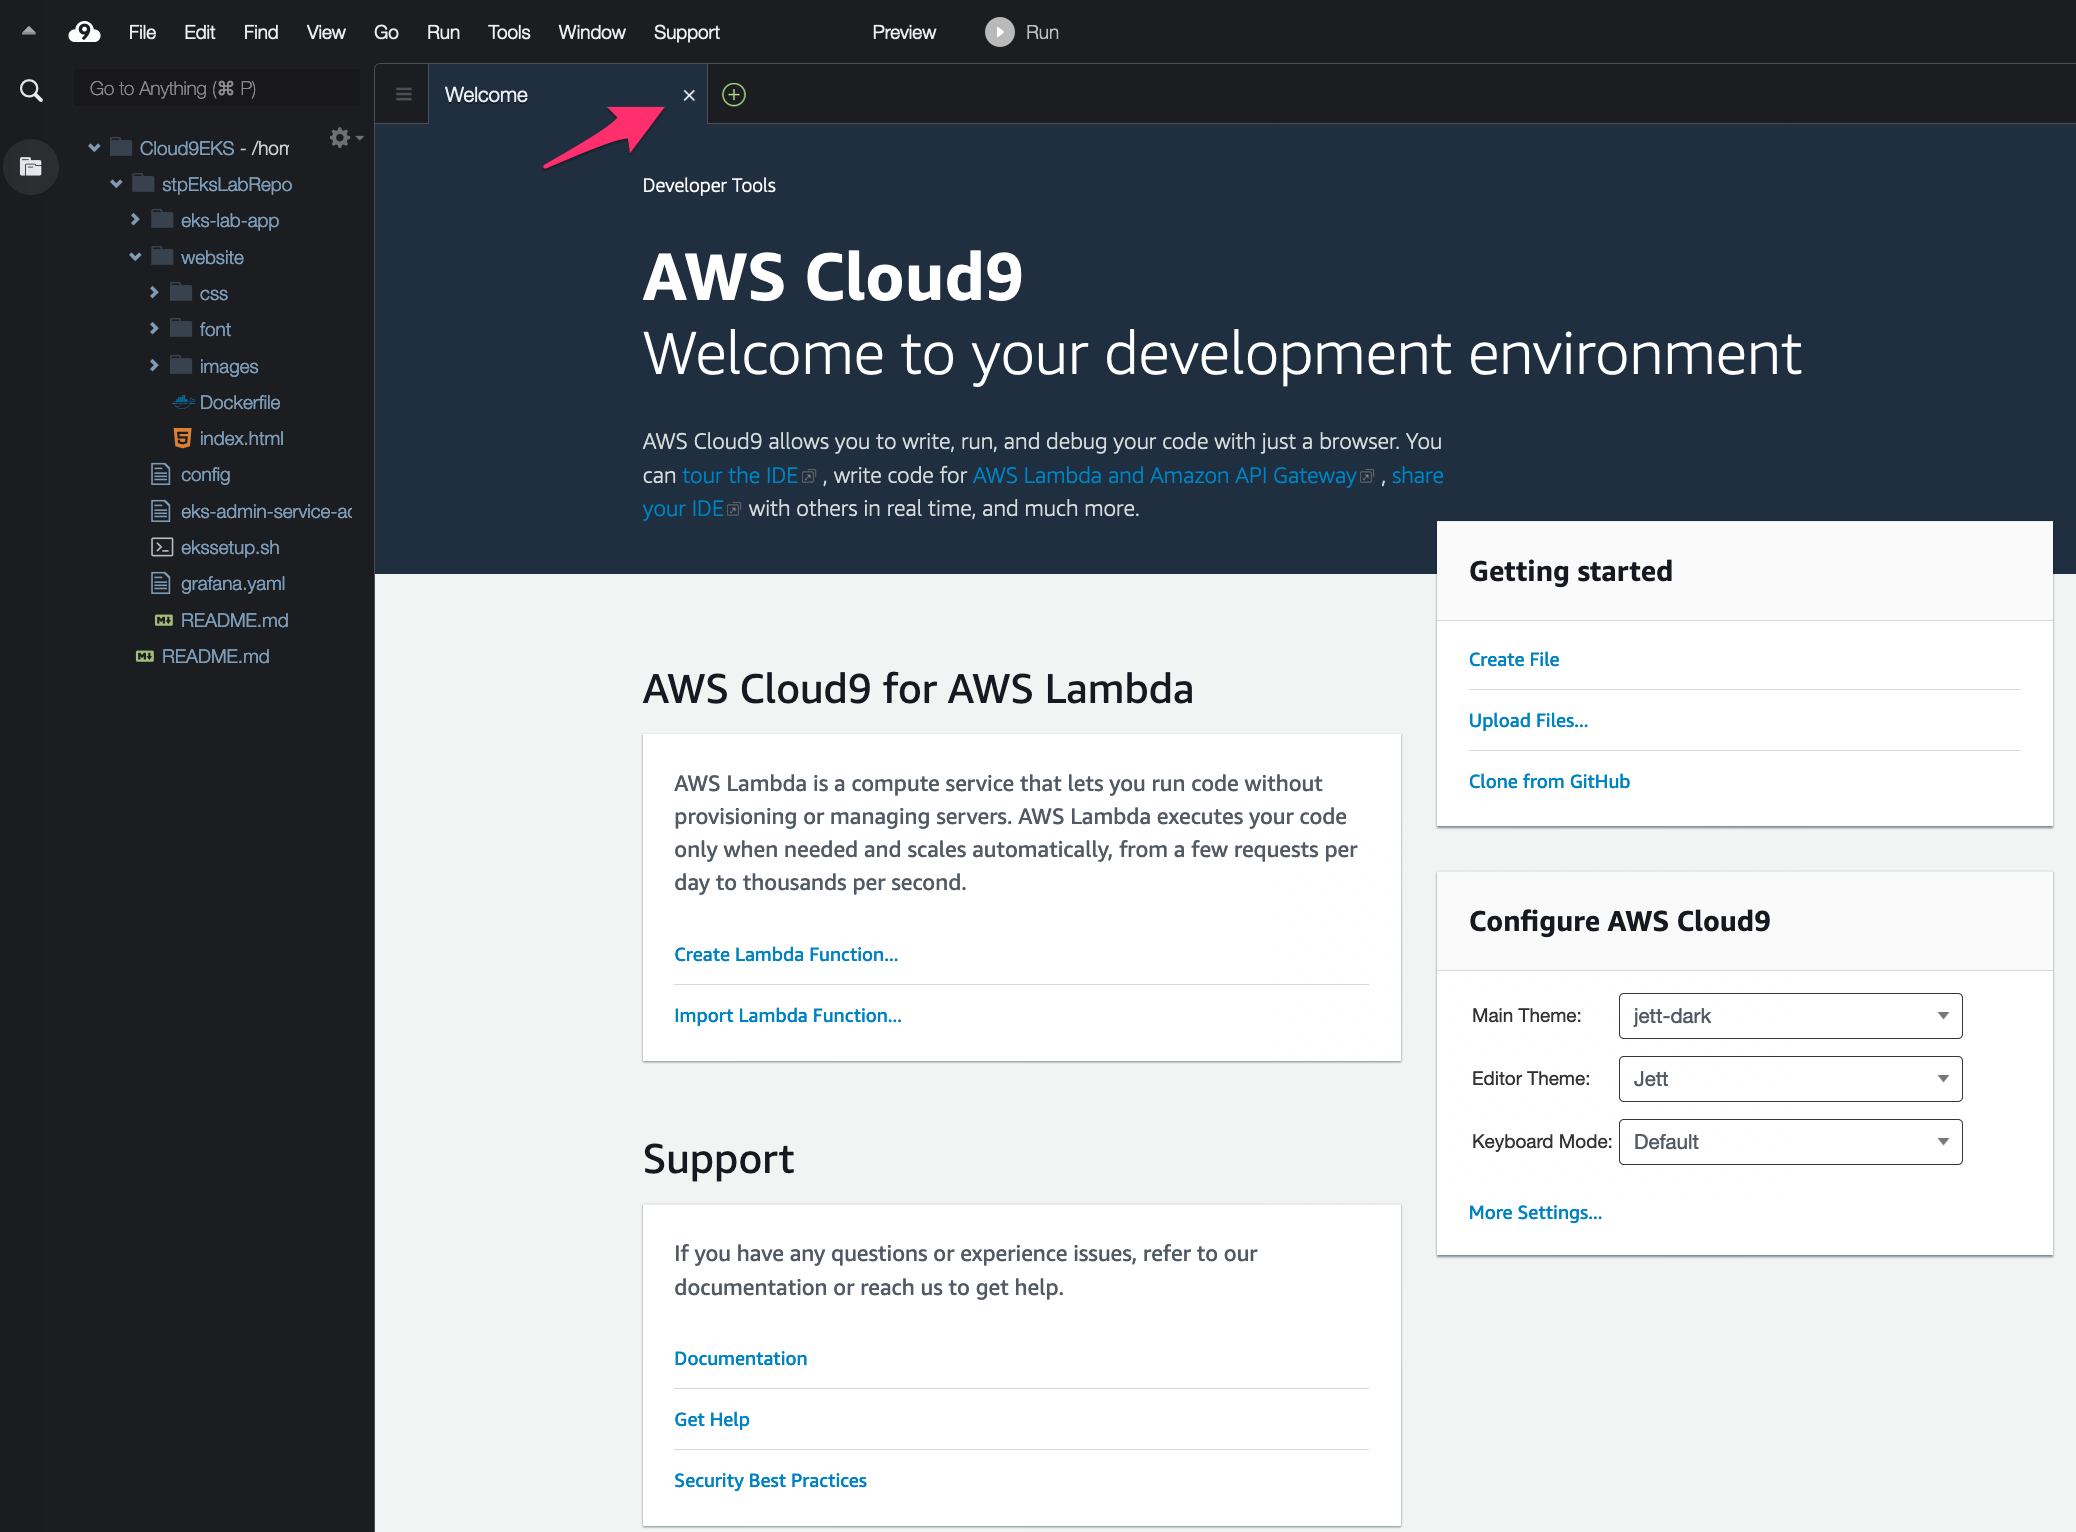 File Edit Find View Go Run Tools Window Support Preview Run
Go to Anything (⌘ P)
Welcome
Cloud9EKS - /hom
stpEksLabRepo
eks-lab-app
website
css
font
images
Dockerfile
index.html
config
eks-admin-service-ac
ekssetup.sh
grafana.yaml
README.md
README.md
Developer Tools
AWS Cloud9
Welcome to your development environment
AWS Cloud9 allows you to write, run, and debug your code with just a browser. You
can tour the IDE , write code for AWS Lambda and Amazon API Gateway , share
your IDE with others in real time, and much more.
Getting started
Create File
Upload Files...
Clone from GitHub
AWS Cloud9 for AWS Lambda
AWS Lambda is a compute service that lets you run code without
provisioning or managing servers. AWS Lambda executes your code
only when needed and scales automatically, from a few requests per
day to thousands per second.
Create Lambda Function...
Import Lambda Function...
Configure AWS Cloud9
Main Theme: jett-dark
Editor Theme: Jett
Keyboard Mode: Default
More Settings...
Support
If you have any questions or experience issues, refer to our
documentation or reach us to get help.
Documentation
Get Help
Security Best Practices